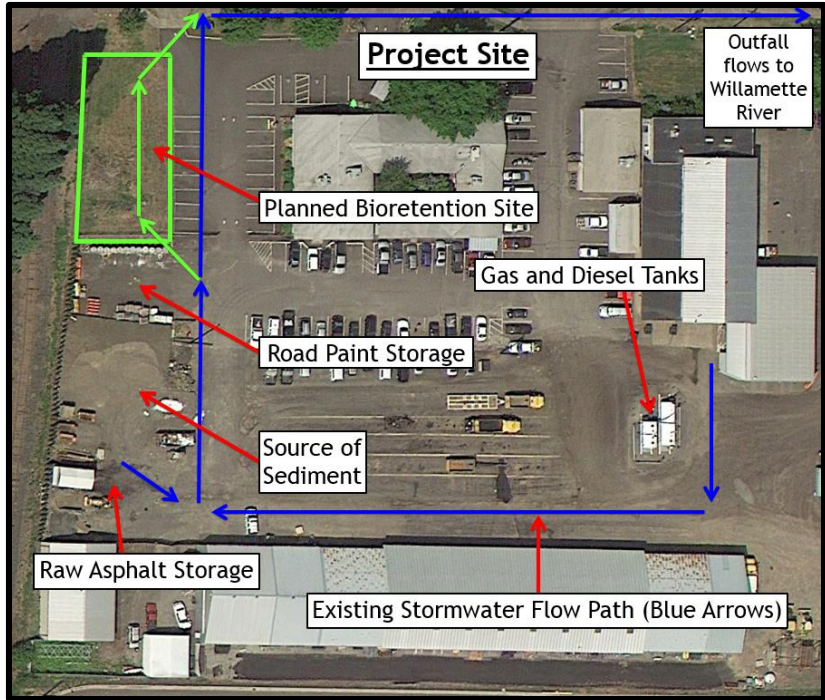 Project Site
Outfall
flows to
Willamette
River
Planned Bioretention Site
Gas and Diesel Tanks
Road Paint Storage
Source of
Sediment
Raw Asphalt Storage
Existing Stormwater Flow Path (Blue Arrows)